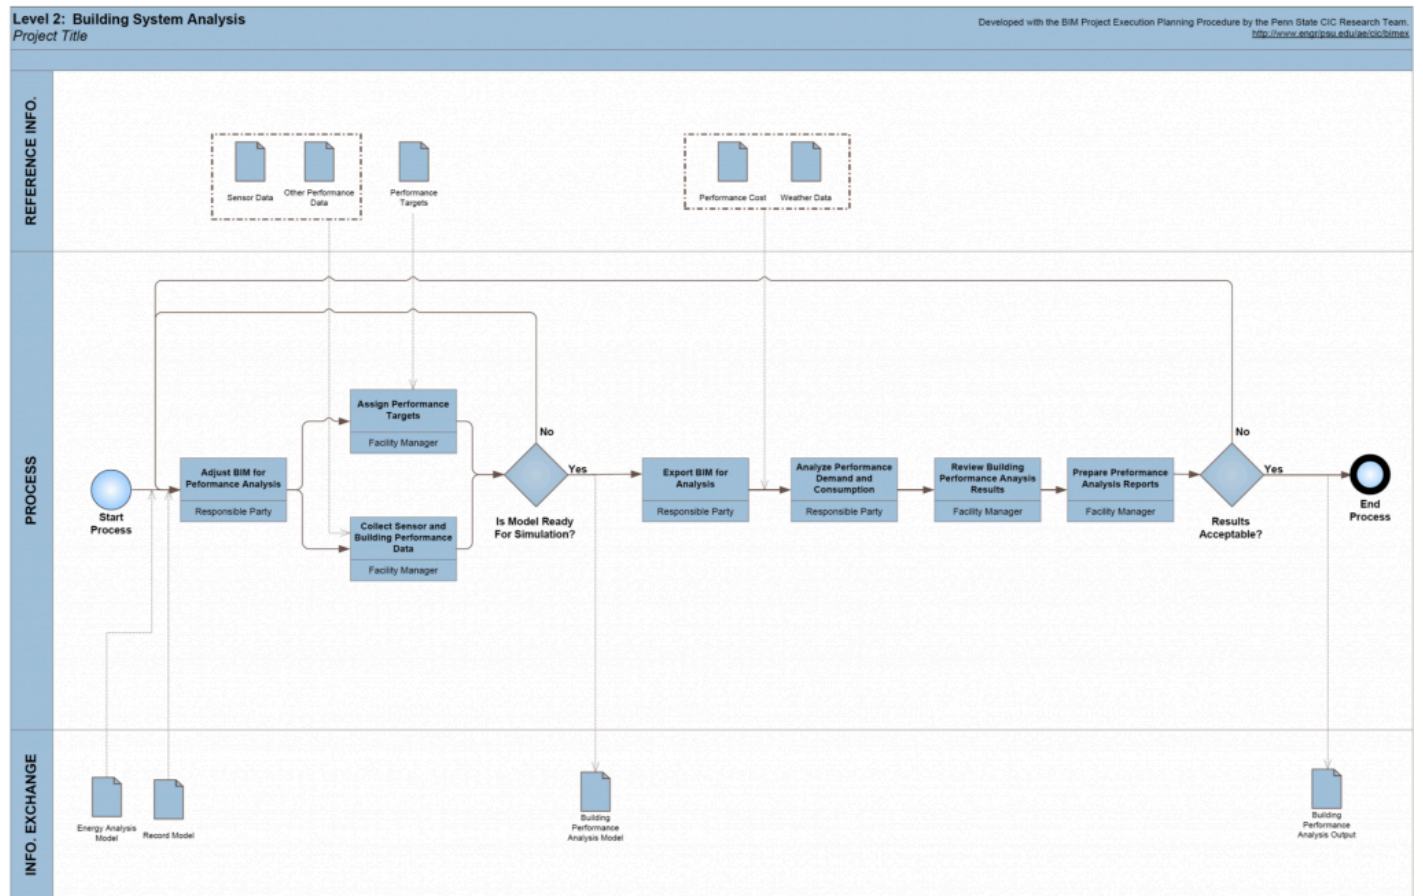 Level 2: Building System Analysis
Project Title
Developed with the BIM Project Execution Planning Procedure by the Penn State CIC Research Team.
http://www.engr/psu.edu/ae/cic/bimex
REFERENCE INFO.
Sensor Data
Other Performance
Data
Performance
Targets
Performance Cost
Weather Data
PROCESS
Start
Process
Adjust BIM for
Peformance Analysis
Responsible Party
Assign Performance
Targets
Facility Manager
Collect Sensor and
Building Performance
Data
Facility Manager
No
Yes
Is Model Ready
For Simulation?
Export BIM for
Analysis
Responsible Party
Analyze Performance
Demand and
Consumption
Responsible Party
Review Building
Performance Anaysis
Results
Facility Manager
Prepare Preformance
Analysis Reports
Facility Manager
No
Yes
Results
Acceptable?
End
Process
INFO. EXCHANGE
Energy Analysis
Model
Record Model
Building
Performance
Analysis Model
Building
Performance
Analysis Output